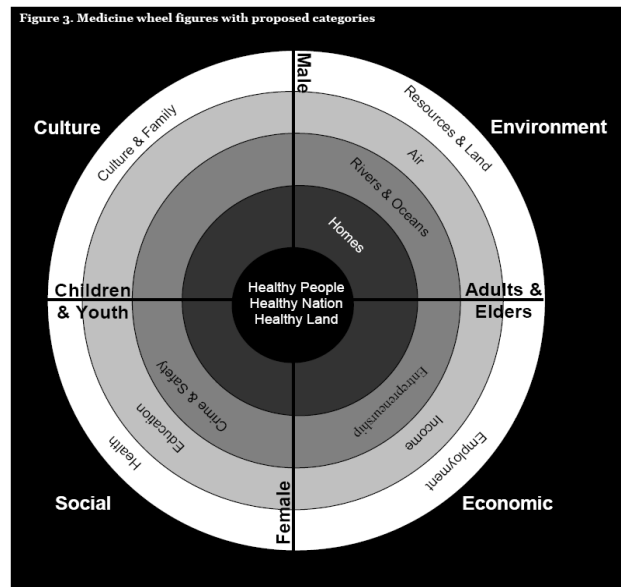 Figure 3. Medicine wheel figures with proposed categories
Male
Culture
Environment
Culture & Family
Resources & Land
Air
Rivers & Oceans
Homes
Healthy People
Healthy Nation
Healthy Land
Children
& Youth
Adults &
Elders
Crime & Safety
Education
Health
Entrepreneurship
Income
Employment
Social
Female
Economic